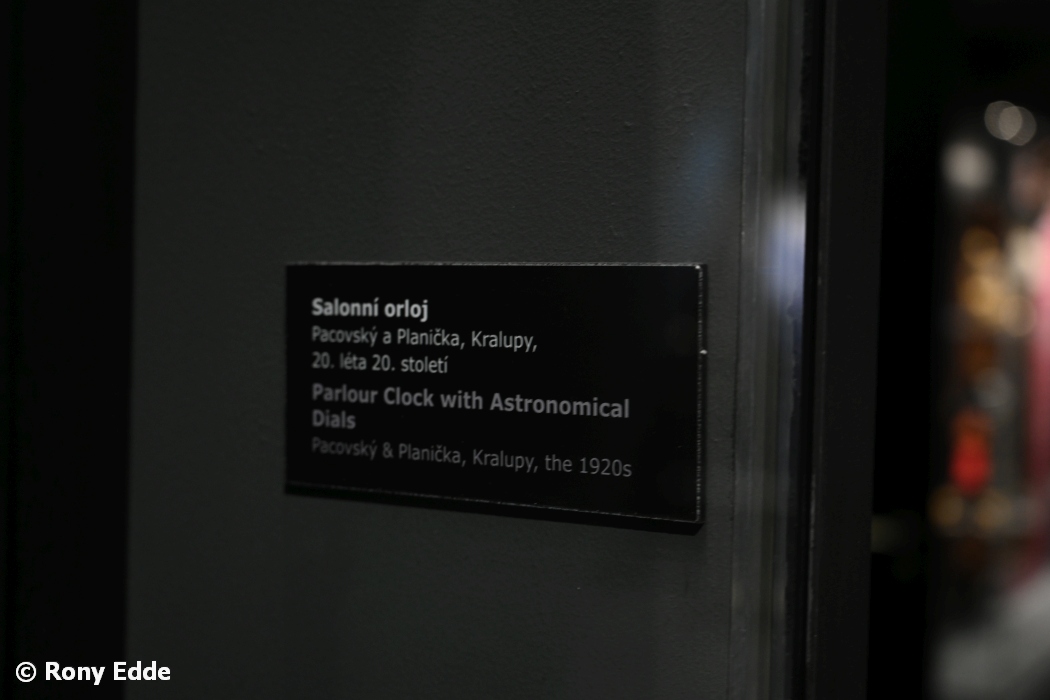 Salonní orloj
Pacovský a Planička, Kralupy,
20. léta 20. století
Parlour Clock with Astronomical
Dials
Pacovský & Planička, Kralupy, the 1920s
© Rony Edde